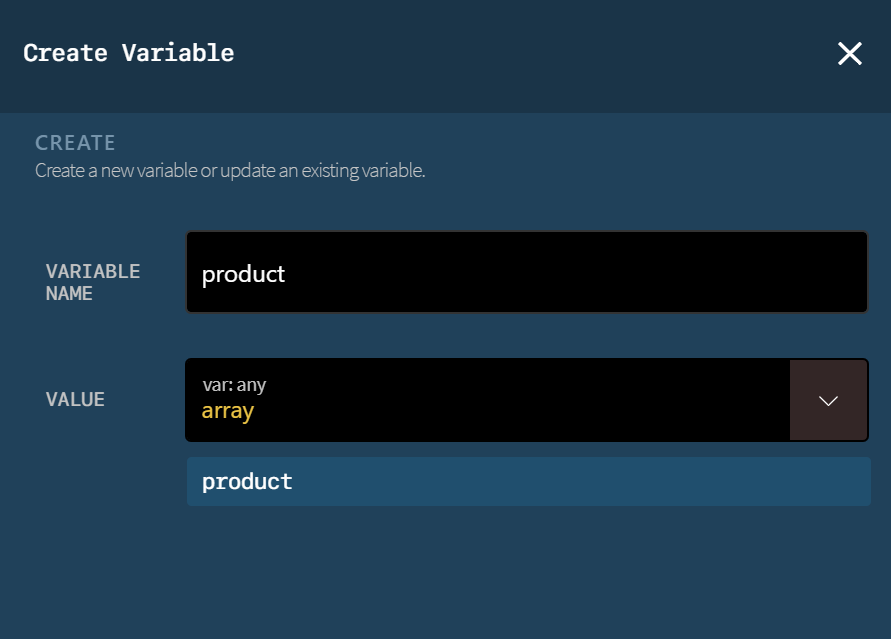 Create Variable
CREATE
Create a new variable or update an existing variable.
VARIABLE
NAME
product
VALUE
var: any
array
product